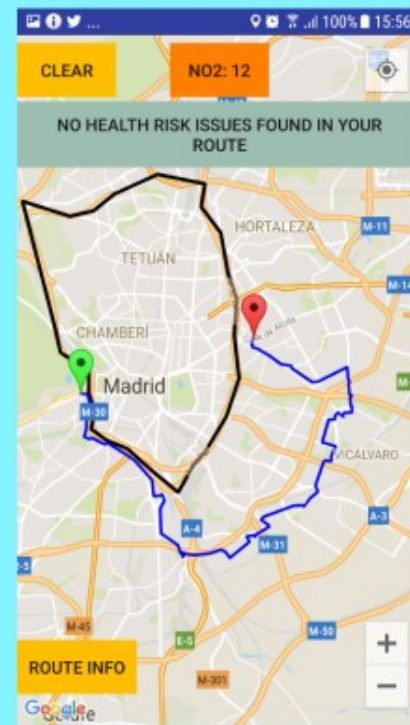 ... 100% 15:56
CLEAR
NO2: 12
NO HEALTH RISK ISSUES FOUND IN YOUR
ROUTE
HORTALEZA
M-11
TETUÁN
M-14
CHAMBERÍ
Madrid
M-30
VICÁLVARO
A-3
A-4
M-31
M-45
M-50
E-5
M-301
ROUTE INFO
+
−
Google